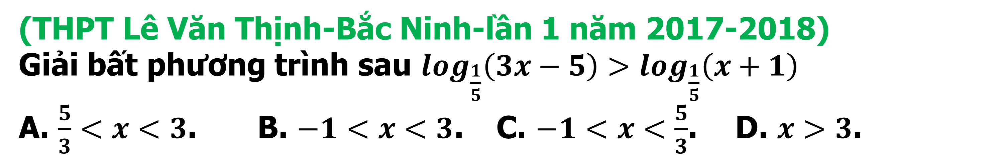 (THPT Lê Văn Thịnh-Bắc Ninh-lần 1 năm 2017-2018)
Giải bất phương trình sau $log_{\frac{1}{5}}(3x-5) > log_{\frac{1}{5}}(x+1)$
A. $\frac{5}{3} < x < 3.$ B. $-1 < x < 3.$ C. $-1 < x < \frac{5}{3}.$ D. $x > 3.$